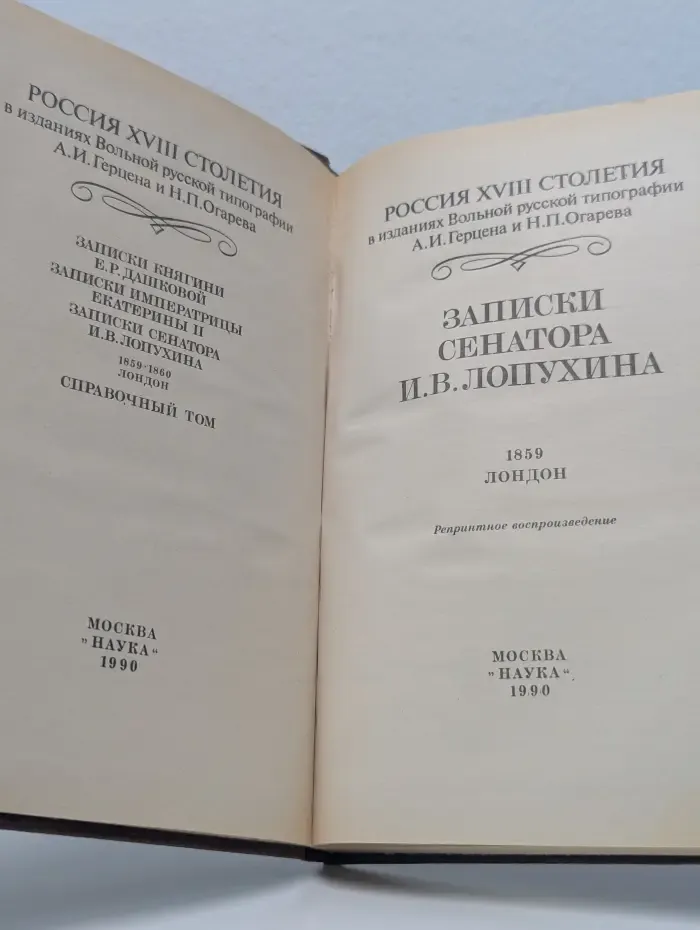 РОССИЯ XVIII СТОЛЕТИЯ
в изданиях Вольной русской типографии
А.И.Герцена и Н.П.Огарева
ЗАПИСКИ КНЯГИНИ
Е.Р.ДАШКОВОЙ
ЗАПИСКИ ИМПЕРАТРИЦЫ
ЕКАТЕРИНЫ II
ЗАПИСКИ СЕНАТОРА
И.В.ЛОПУХИНА
1859-1860
ЛОНДОН
СПРАВОЧНЫЙ ТОМ
МОСКВА
"НАУКА"
1990
РОССИЯ XVIII СТОЛЕТИЯ
в изданиях Вольной русской типографии
А.И.Герцена и Н.П.Огарева
ЗАПИСКИ
СЕНАТОРА
И.В.ЛОПУХИНА
1859
ЛОНДОН
Репринтное воспроизведение
МОСКВА
"НАУКА"
1990